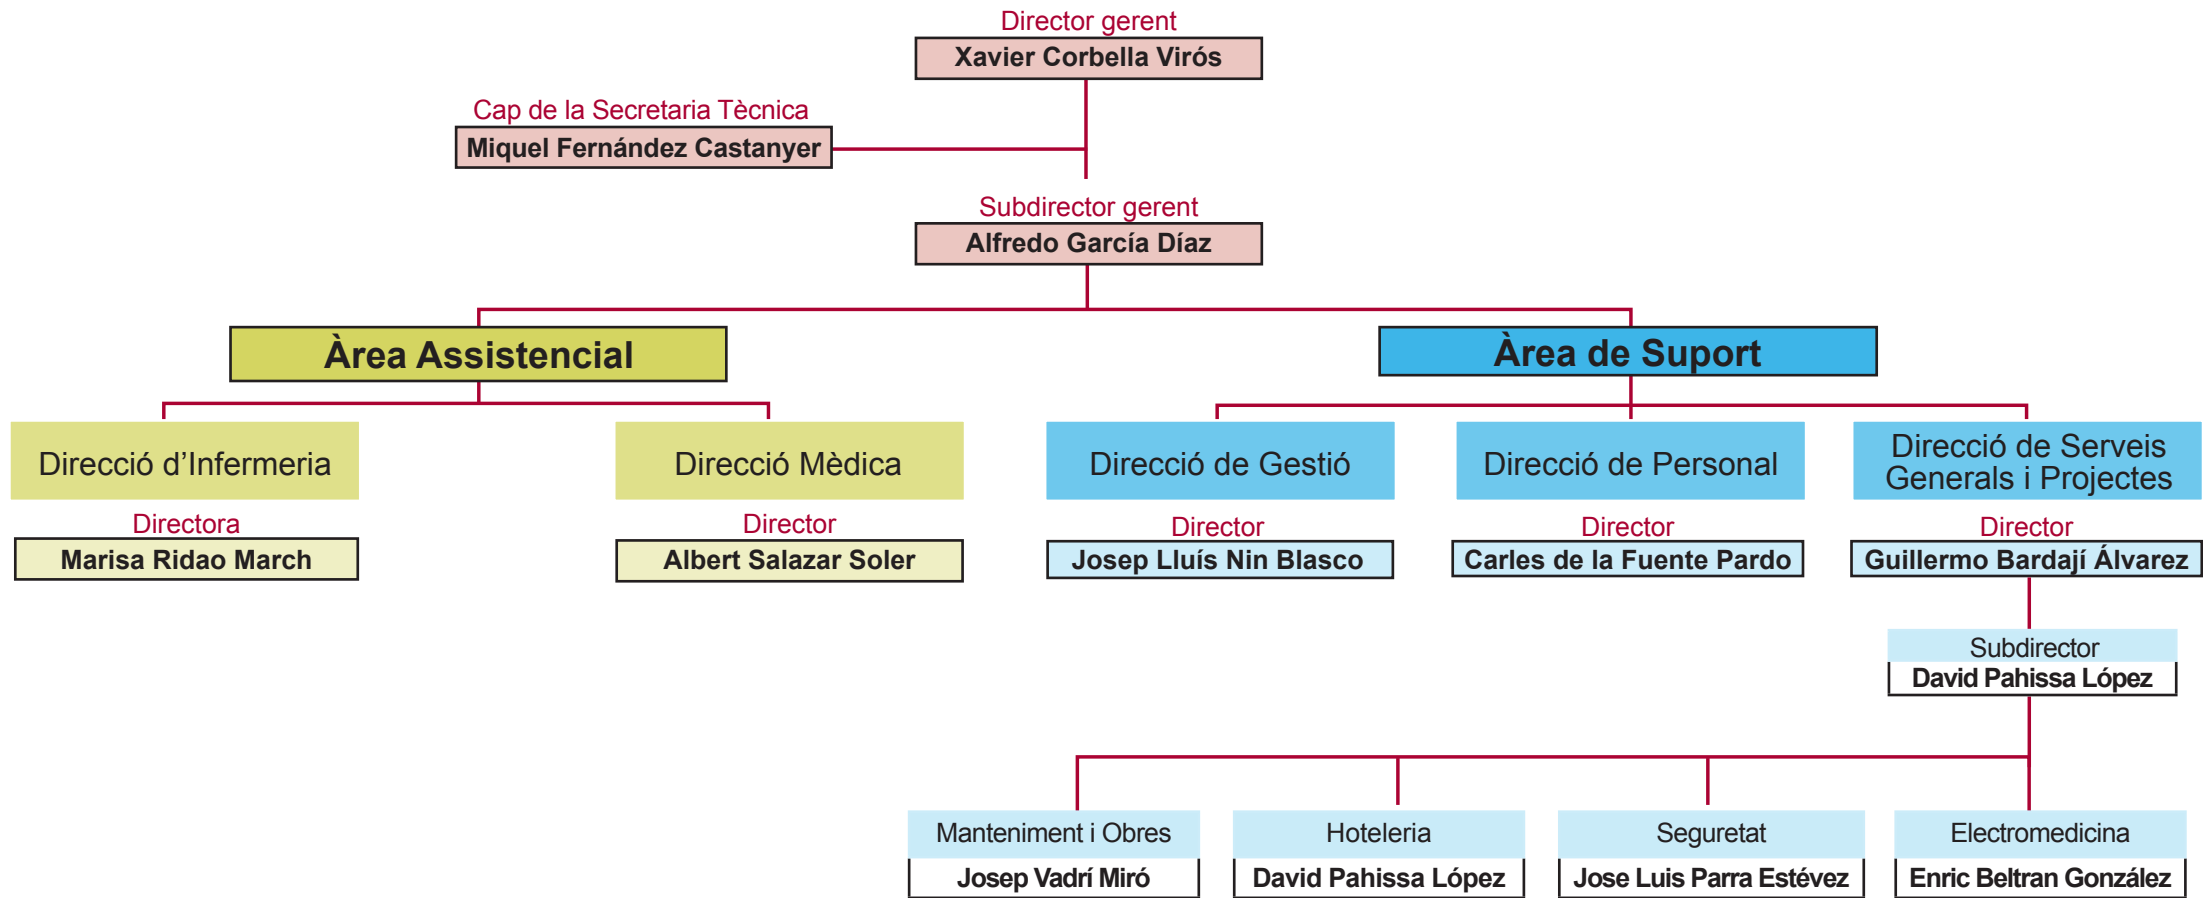 Director gerent
Xavier Corbella Virós
Cap de la Secretaria Tècnica
Miquel Fernández Castanyer
Subdirector gerent
Alfredo García Díaz
Àrea Assistencial
Àrea de Suport
Direcció d’Infermeria
Direcció Mèdica
Direcció de Gestió
Direcció de Personal
Direcció de Serveis
Generals i Projectes
Directora
Marisa Ridao March
Director
Albert Salazar Soler
Director
Josep Lluís Nin Blasco
Director
Carles de la Fuente Pardo
Director
Guillermo Bardají Álvarez
Subdirector
David Pahissa López
Manteniment i Obres
Josep Vadrí Miró
Hoteleria
David Pahissa López
Seguretat
Jose Luis Parra Estévez
Electromedicina
Enric Beltran González